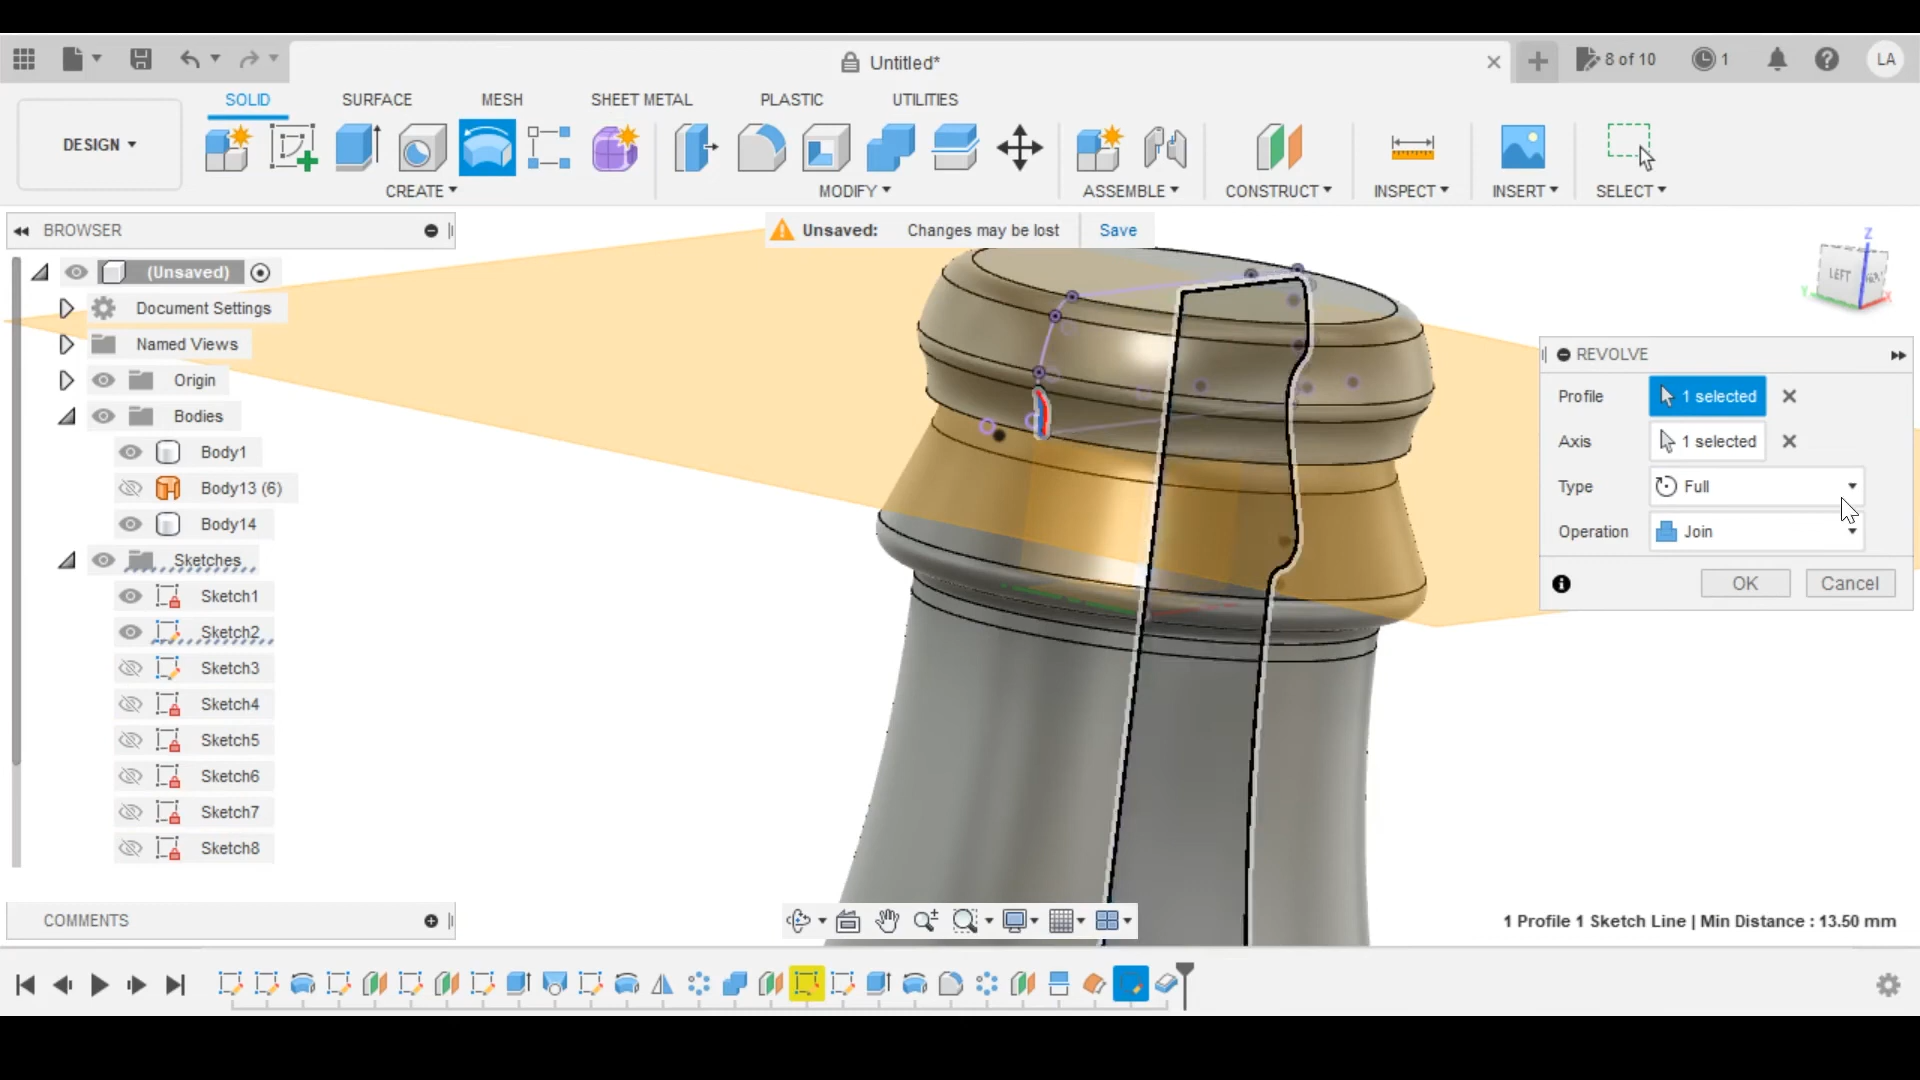 Untitled*
8 of 10
1
LA
DESIGN
SOLID
SURFACE
MESH
SHEET METAL
PLASTIC
UTILITIES
CREATE
MODIFY
ASSEMBLE
CONSTRUCT
INSPECT
INSERT
SELECT
BROWSER
Unsaved: Changes may be lost Save
(Unsaved)
Document Settings
Named Views
Origin
Bodies
Body1
Body13 (6)
Body14
Sketches
Sketch1
Sketch2
Sketch3
Sketch4
Sketch5
Sketch6
Sketch7
Sketch8
Z
LEFT
REVOLVE
Profile 1 selected
Axis 1 selected
Type Full
Operation Join
OK Cancel
COMMENTS
1 Profile 1 Sketch Line | Min Distance : 13.50 mm